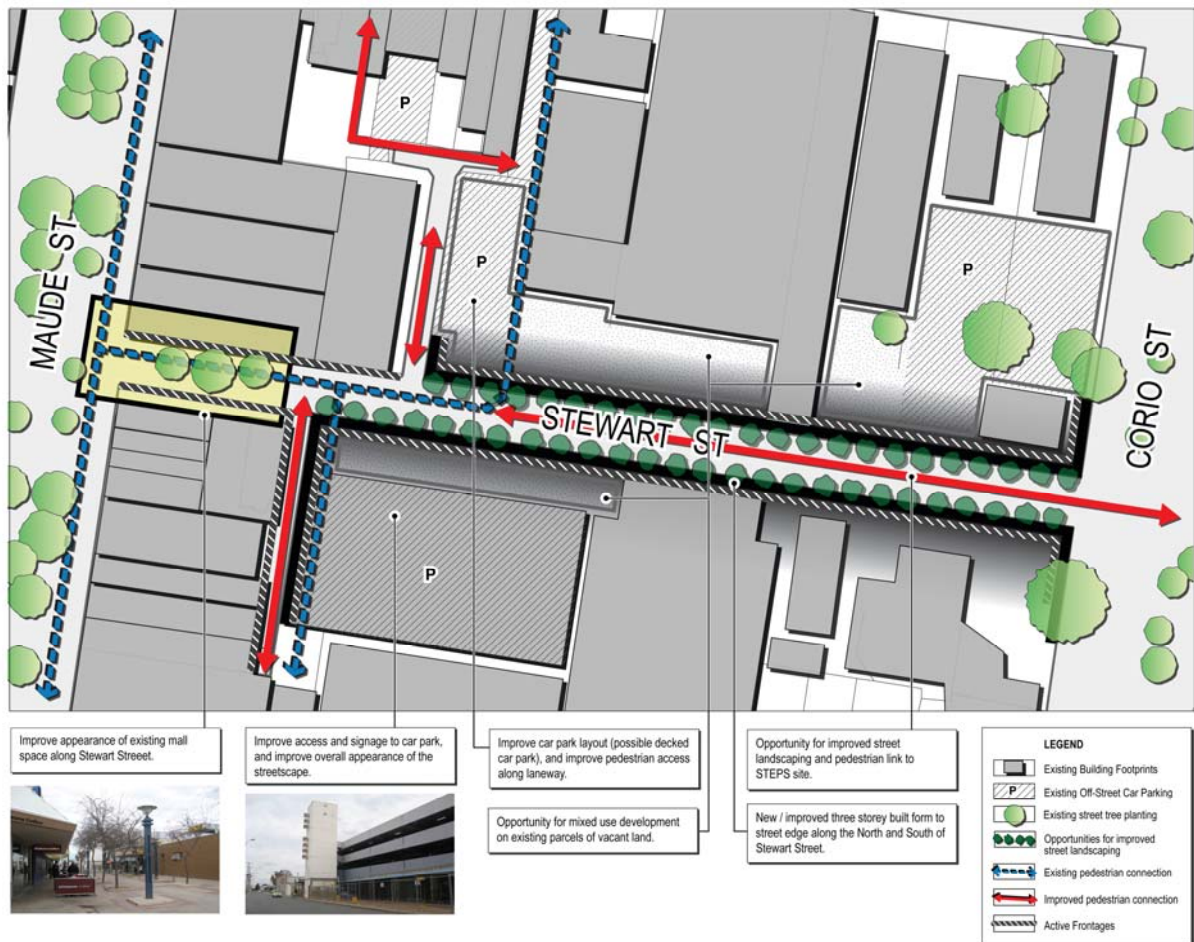 P
P
P
MAUDE ST
STEWART ST
CORIO ST
P
Improve appearance of existing mall
space along Stewart Streeet.
Improve access and signage to car park,
and improve overall appearance of the
streetscape.
Improve car park layout (possible decked
car park), and improve pedestrian access
along laneway.
Opportunity for mixed use development
on existing parcels of vacant land.
Opportunity for improved street
landscaping and pedestrian link to
STEPS site.
New / improved three storey built form to
street edge along the North and South of
Stewart Street.
LEGEND
Existing Building Footprints
P
Existing Off-Street Car Parking
Existing street tree planting
Opportunities for improved
street landscaping
Existing pedestrian connection
Improved pedestrian connection
Active Frontages